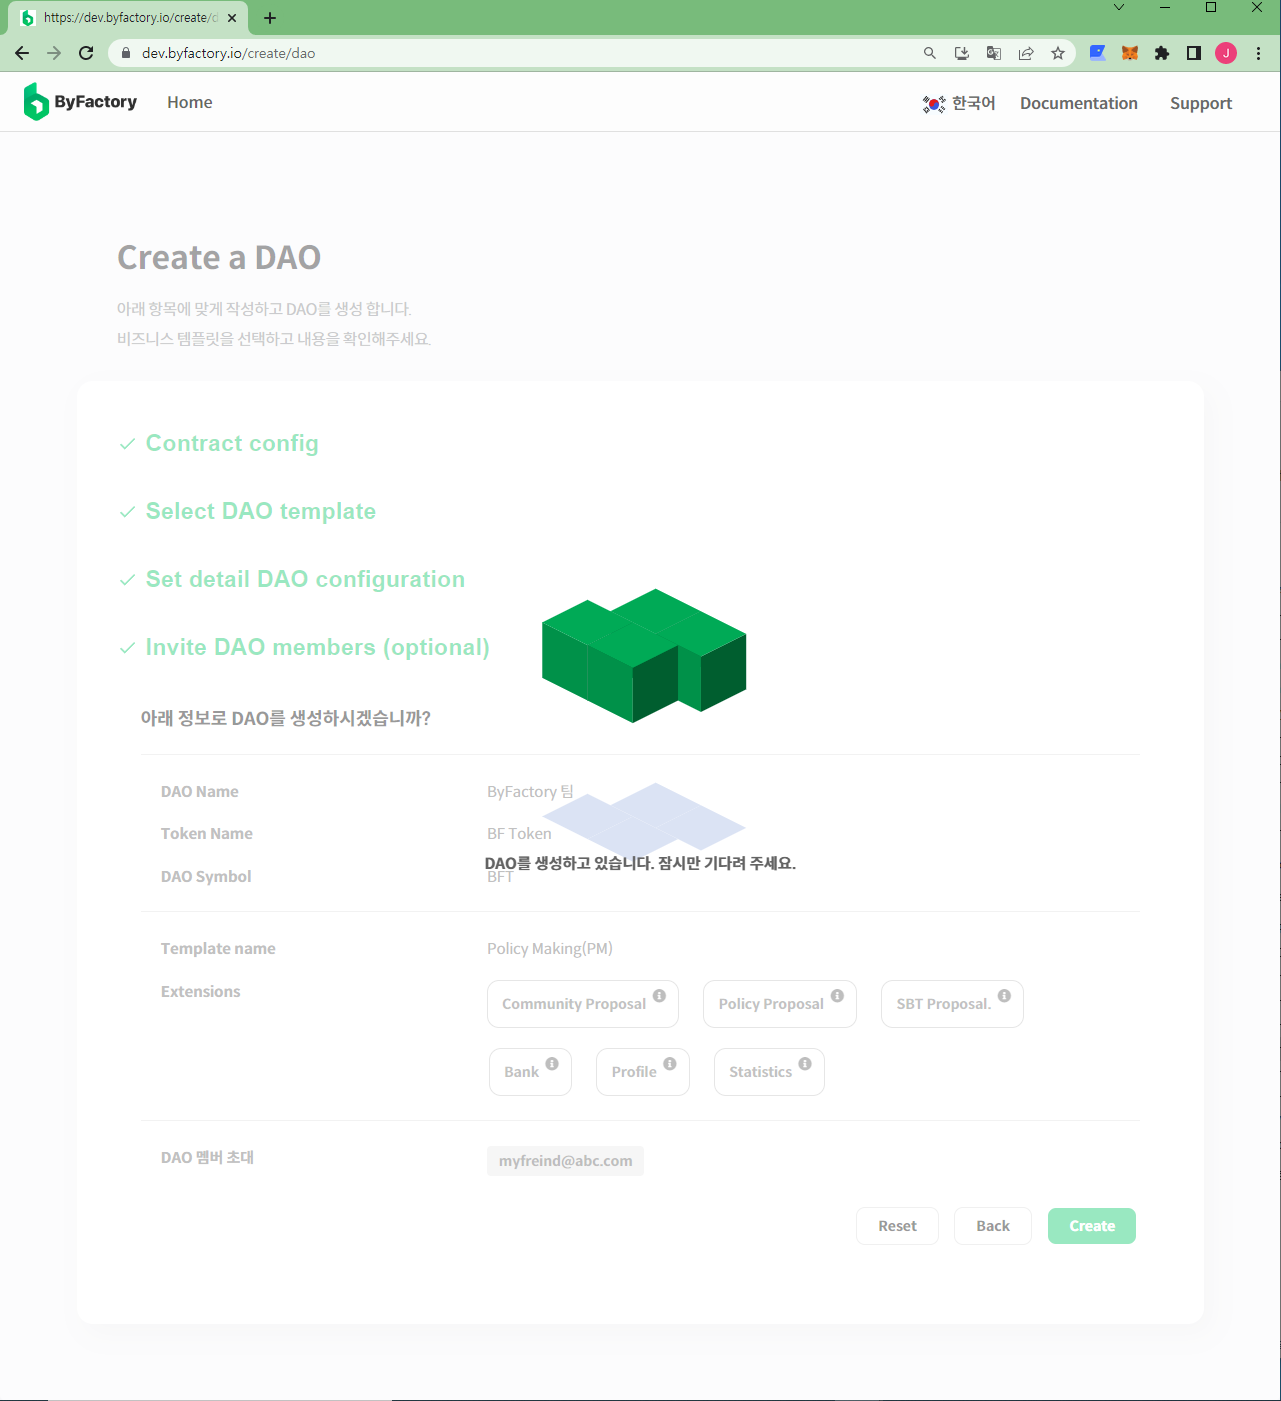 https://dev.byfactory.io/create/d
dev.byfactory.io/create/dao
J
ByFactory
Home
한국어
Documentation
Support
Create a DAO
아래 항목에 맞게 작성하고 DAO를 생성 합니다.
비즈니스 템플릿을 선택하고 내용을 확인해주세요.
Contract config
Select DAO template
Set detail DAO configuration
Invite DAO members (optional)
아래 정보로 DAO를 생성하시겠습니까?
DAO Name
ByFactory 팀
Token Name
BF Token
DAO를 생성하고 있습니다. 잠시만 기다려 주세요.
DAO Symbol
BFT
Template name
Policy Making(PM)
Extensions
Community Proposal
Policy Proposal
SBT Proposal.
Bank
Profile
Statistics
DAO 멤버 초대
myfreind@abc.com
Reset
Back
Create